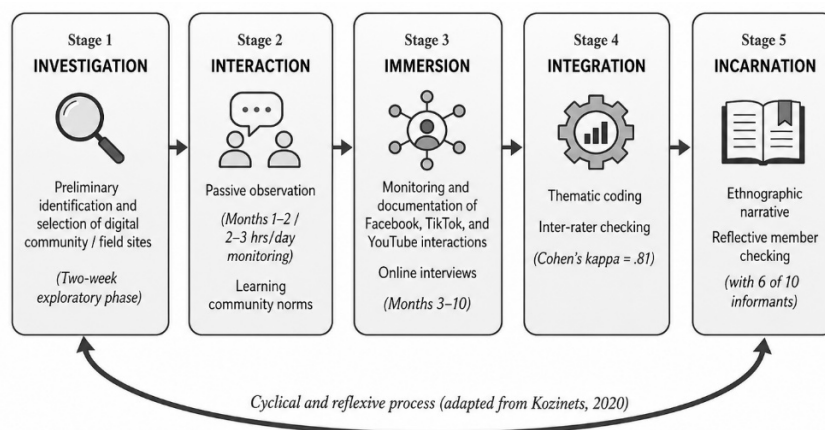 Stage 1
INVESTIGATION
Preliminary
identification and
selection of digital
community / field sites
(Two-week
exploratory phase)
Stage 2
INTERACTION
Passive observation
(Months 1–2 /
2–3 hrs/day
monitoring)
Learning
community norms
Stage 3
IMMERSION
Monitoring and
documentation of
Facebook, TikTok, and
YouTube interactions
Online interviews
(Months 3–10)
Stage 4
INTEGRATION
Thematic coding
Inter-rater checking
(Cohen's kappa = .81)
Stage 5
INCARNATION
Ethnographic
narrative
Reflective member
checking
(with 6 of 10
informants)
Cyclical and reflexive process (adapted from Kozinets, 2020)